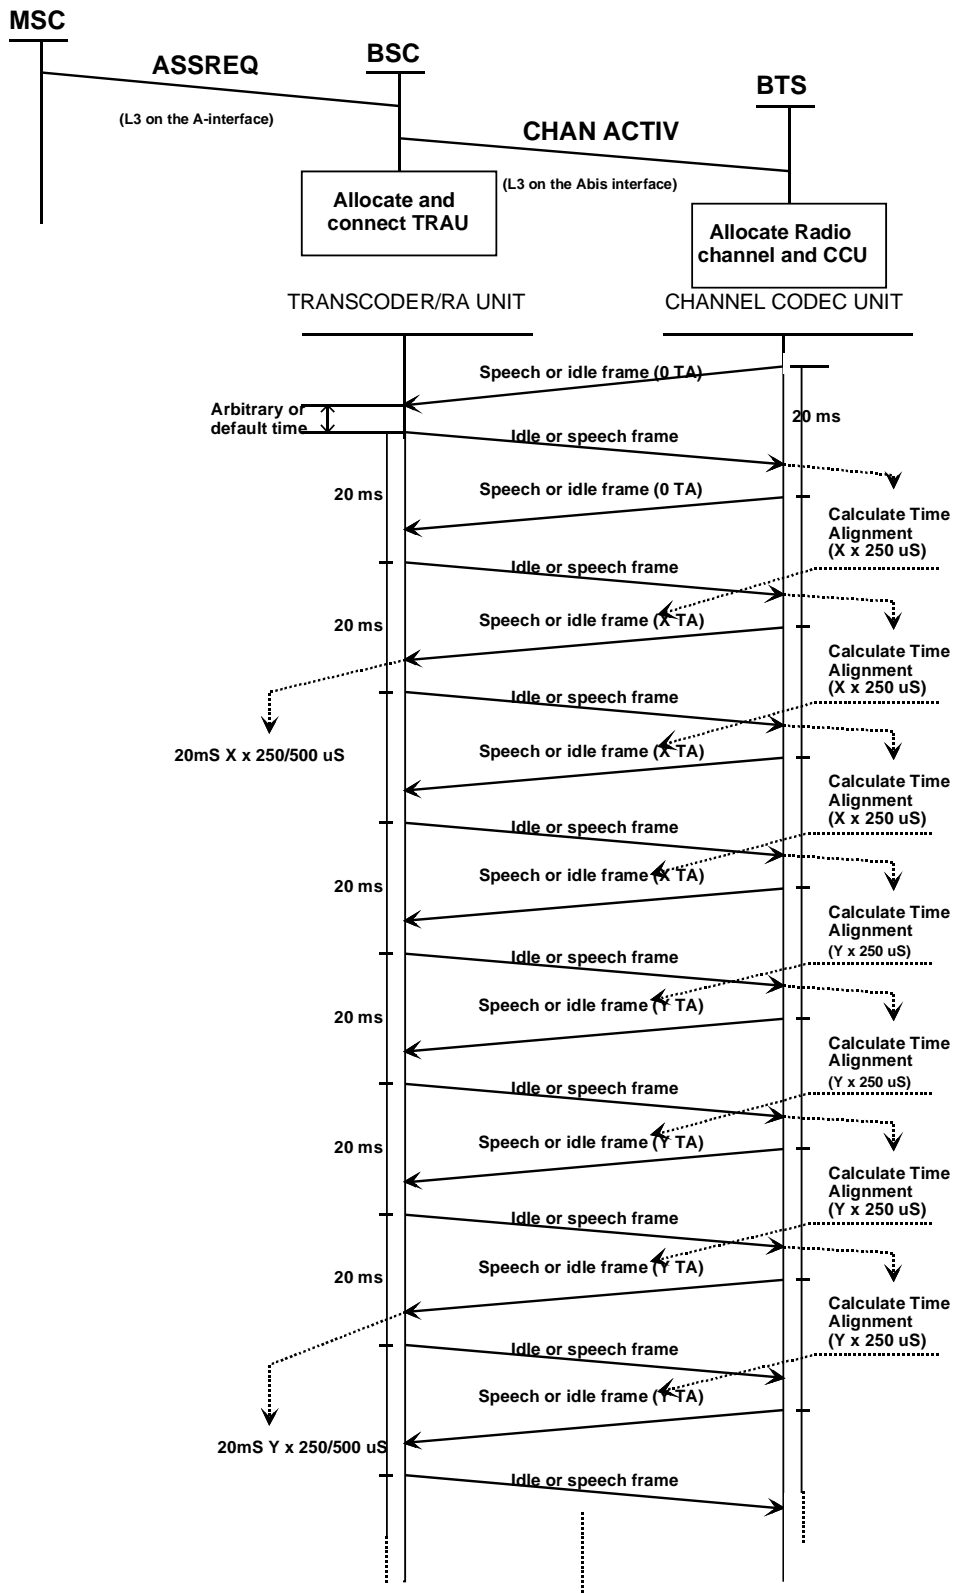 MSC
BSC
ASSREQ
BTS
(L3 on the A-interface)
CHAN ACTIV
(L3 on the Abis interface)
Allocate and
connect TRAU
Allocate Radio
channel and CCU
TRANSCODER/RA UNIT
CHANNEL CODEC UNIT
Speech or idle frame (0 TA)
Arbitrary or
default time
20 ms
Idle or speech frame
20 ms
Speech or idle frame (0 TA)
Calculate Time
Alignment
(X x 250 uS)
Idle or speech frame
20 ms
Speech or idle frame (X TA)
Calculate Time
Alignment
(X x 250 uS)
Idle or speech frame
20mS X x 250/500 uS
Speech or idle frame (X TA)
Calculate Time
Alignment
(X x 250 uS)
Idle or speech frame
20 ms
Speech or idle frame (X TA)
Calculate Time
Alignment
(Y x 250 uS)
Idle or speech frame
20 ms
Speech or idle frame (Y TA)
Calculate Time
Alignment
(Y x 250 uS)
Idle or speech frame
20 ms
Speech or idle frame (Y TA)
Calculate Time
Alignment
(Y x 250 uS)
Idle or speech frame
20 ms
Speech or idle frame (Y TA)
Calculate Time
Alignment
(Y x 250 uS)
Idle or speech frame
Speech or idle frame (Y TA)
20mS Y x 250/500 uS
Idle or speech frame